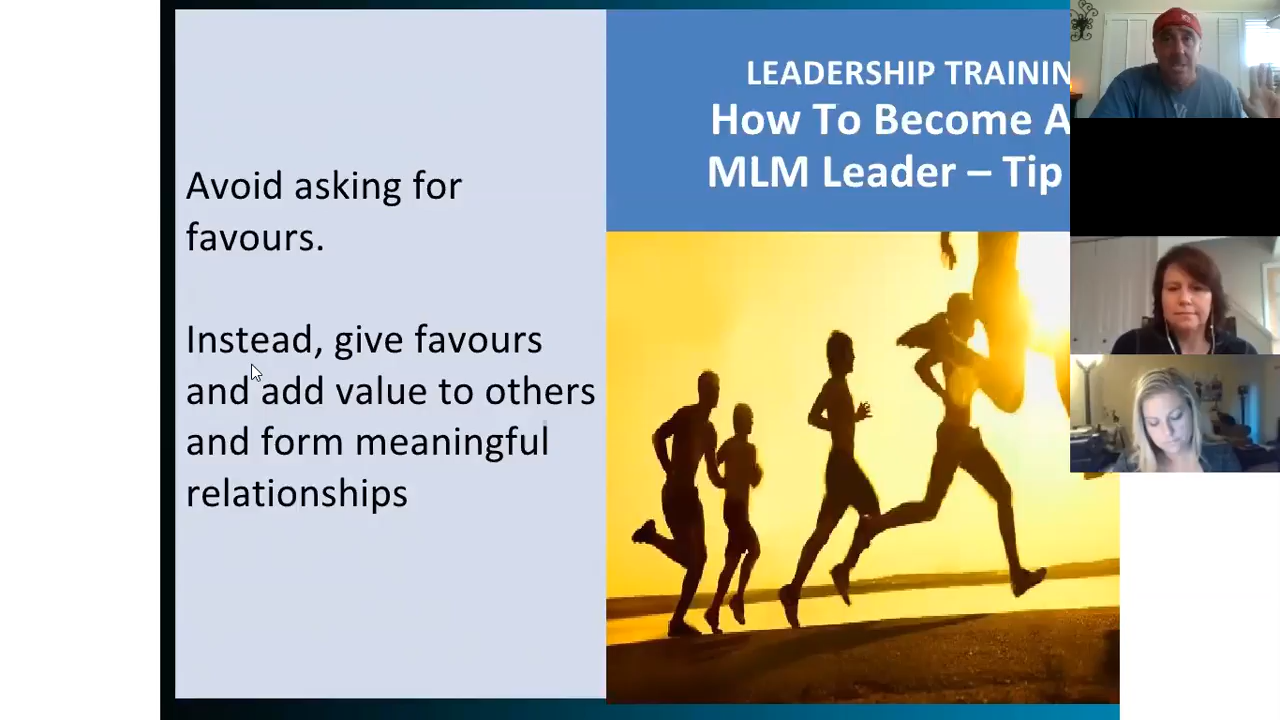 Avoid asking for
favours.
Instead, give favours
and add value to others
and form meaningful
relationships
LEADERSHIP TRAININ
How To Become A
MLM Leader – Tip